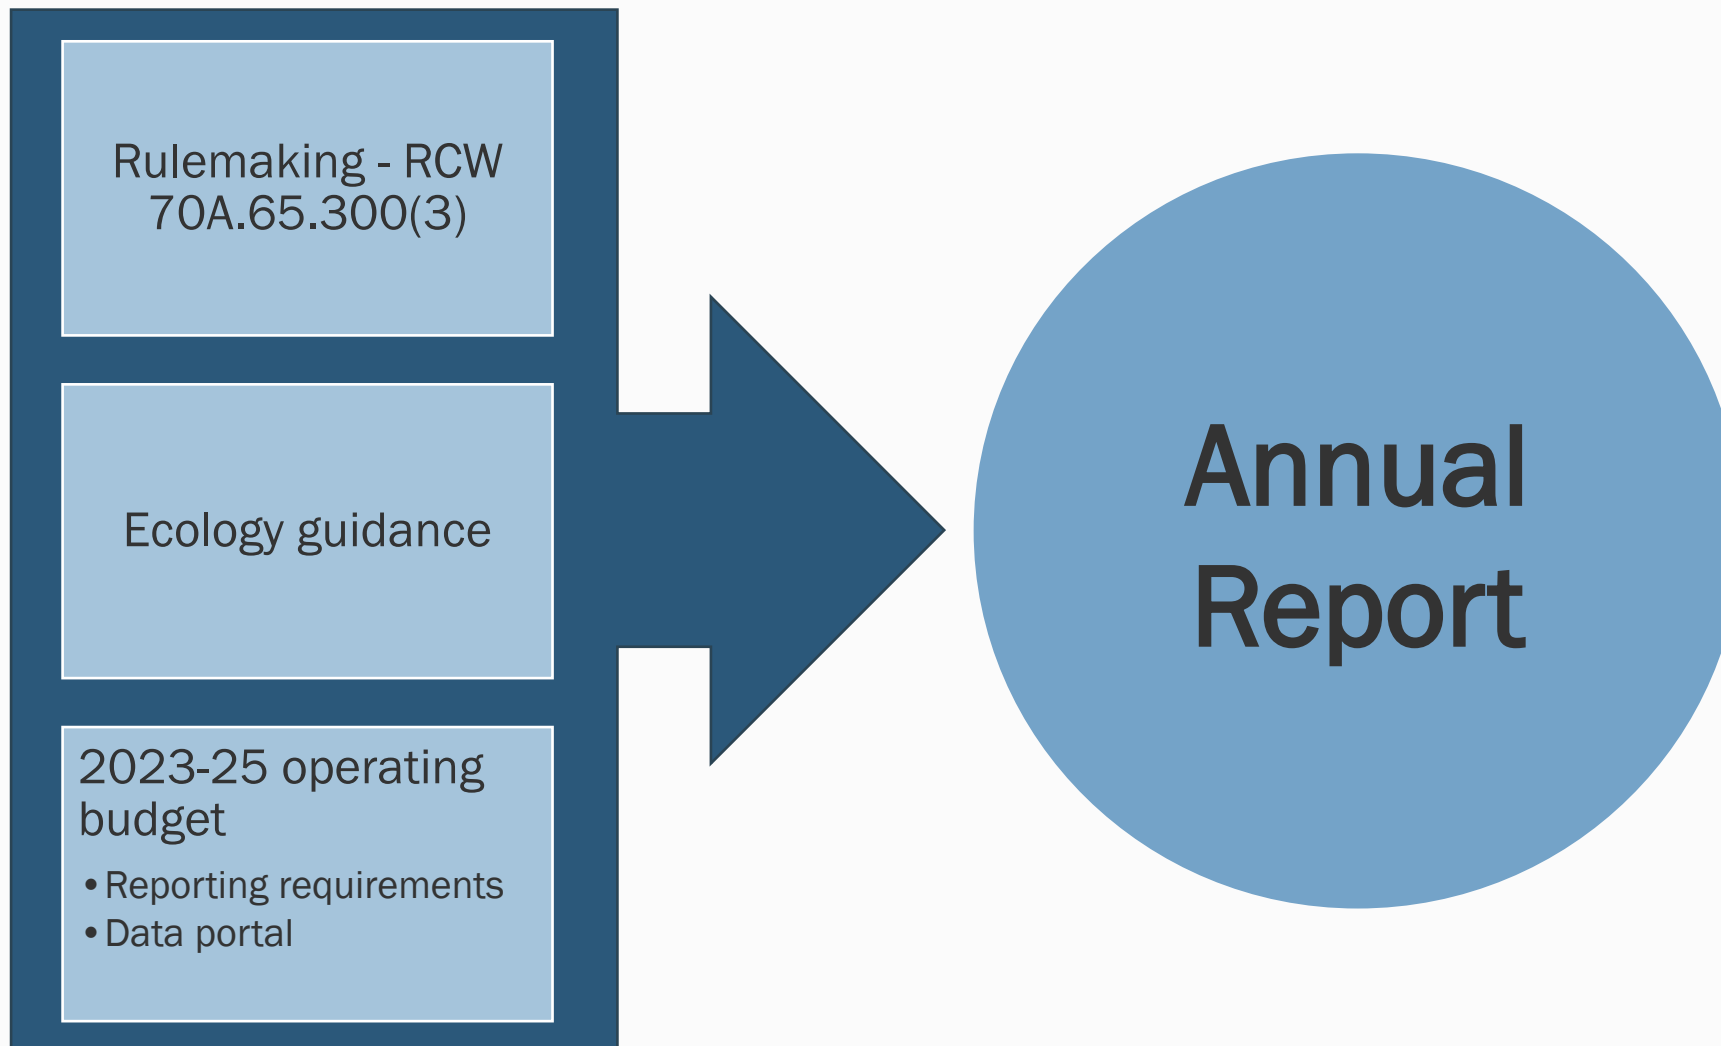 Rulemaking - RCW
70A.65.300(3)
Ecology guidance
2023-25 operating
budget
• Reporting requirements
• Data portal
Annual
Report